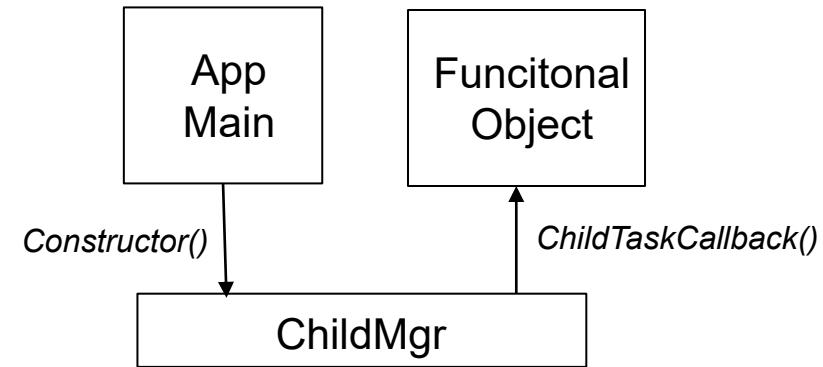 App
Main
Funcitonal
Object
Constructor()
ChildTaskCallback()
ChildMgr